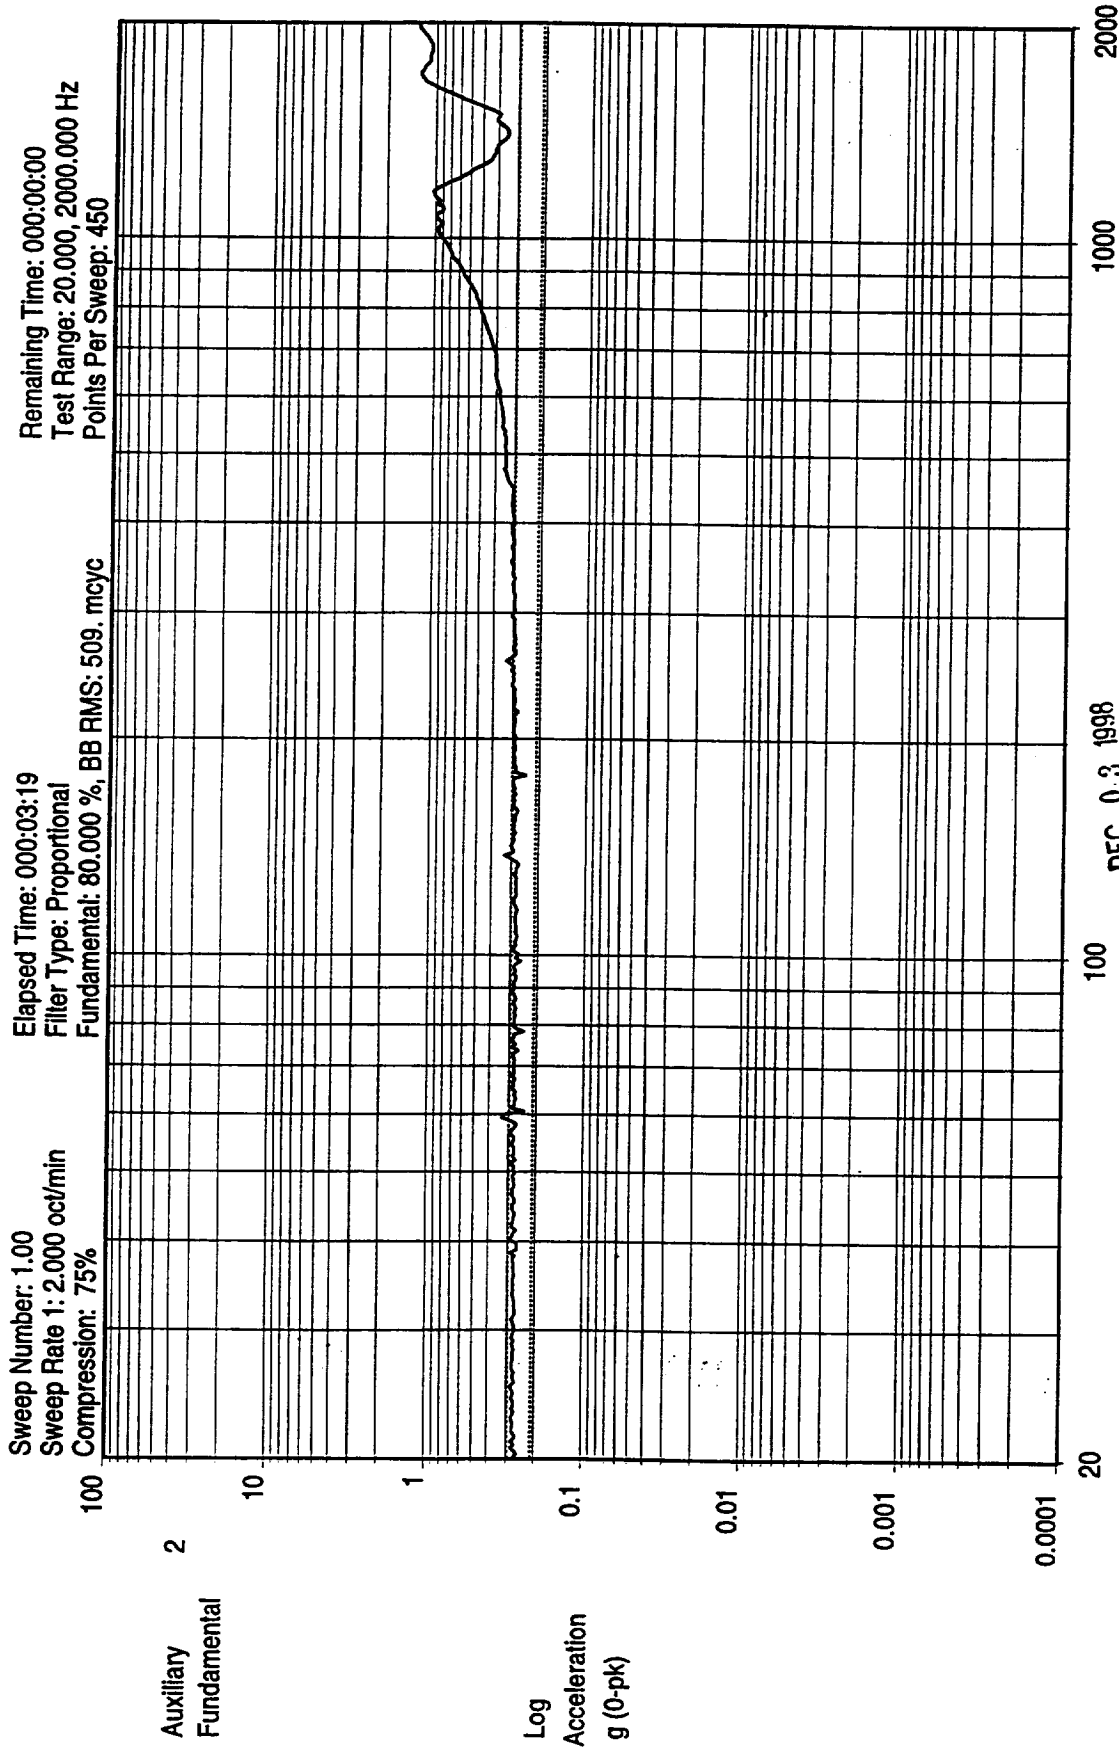 Sweep Number: 1.00
Sweep Rate 1: 2.000 oct/min
Compression: 75%
Elapsed Time: 000:03:19
Filter Type: Proportional
Fundamental: 80.000 %, BB RMS: 509. mcyc
Remaining Time: 000:00:00
Test Range: 20.000, 2000.000 Hz
Points Per Sweep: 450
Auxiliary
Fundamental
2
Log
Acceleration
g (0-pk)
100
10
1
0.1
0.01
0.001
0.0001
20
100
1000
2000
DEC 0 3 1998